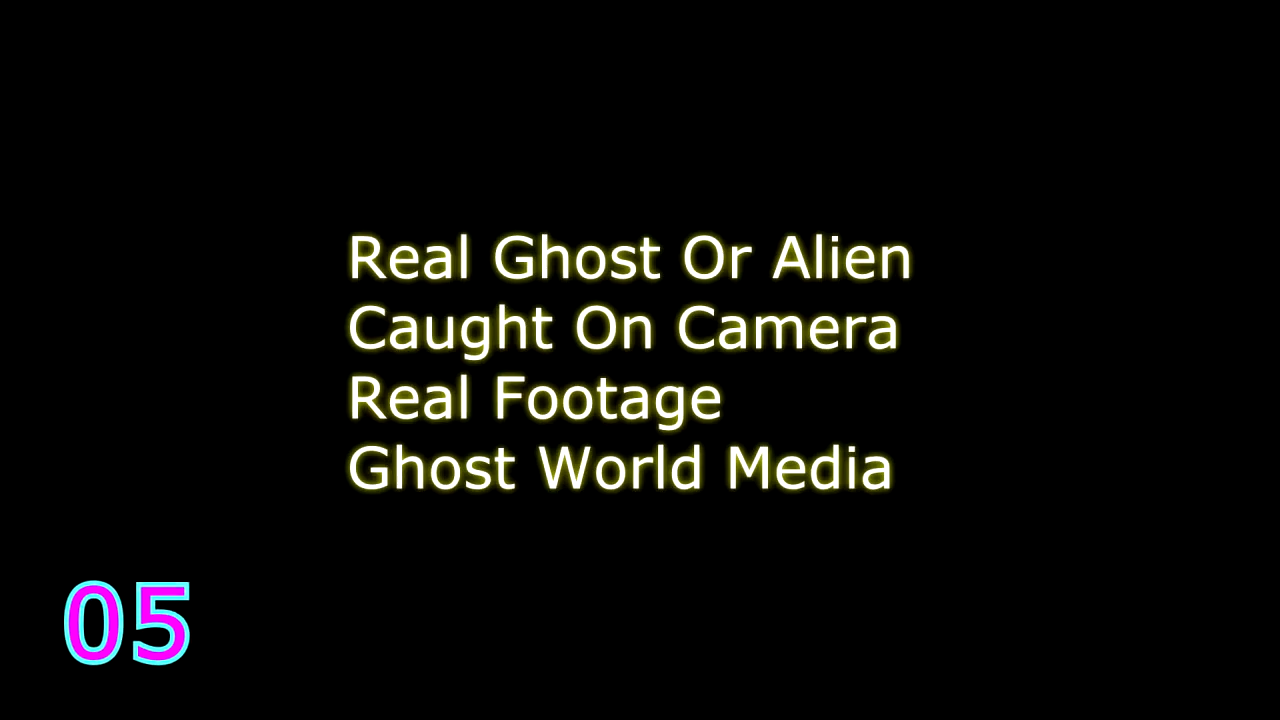 Real Ghost Or Alien
Caught On Camera
Real Footage
Ghost World Media
05